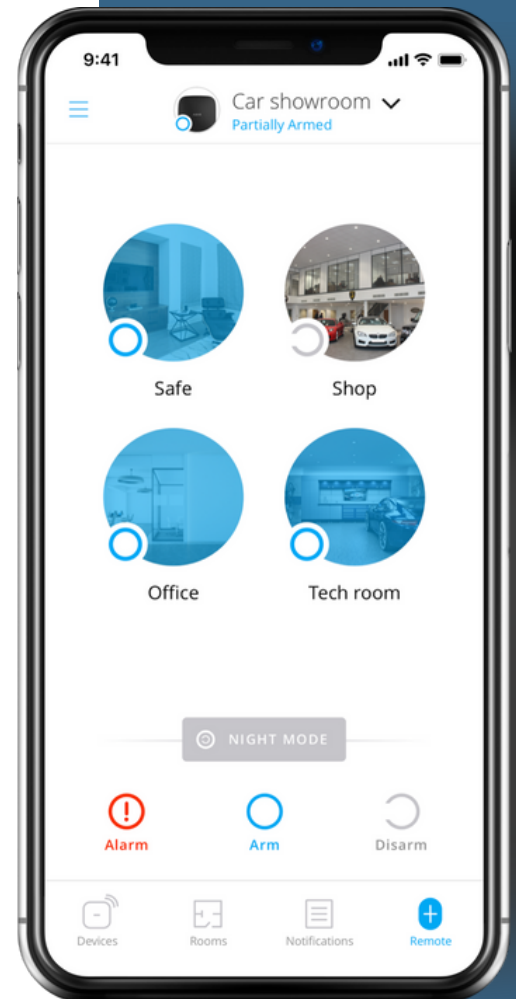 9:41
Car showroom
Partially Armed
Safe
Shop
Office
Tech room
NIGHT MODE
Alarm
Arm
Disarm
Devices
Rooms
Notifications
Remote